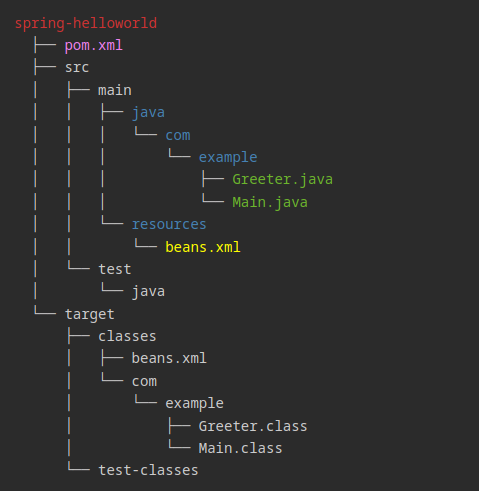 spring-helloworld
├── pom.xml
├── src
│   ├── main
│   │   ├── java
│   │   │   └── com
│   │   │       └── example
│   │   │           ├── Greeter.java
│   │   │           └── Main.java
│   │   └── resources
│   │       └── beans.xml
│   └── test
│       └── java
└── target
    ├── classes
    │   ├── beans.xml
    │   └── com
    │       └── example
    │           ├── Greeter.class
    │           └── Main.class
    └── test-classes